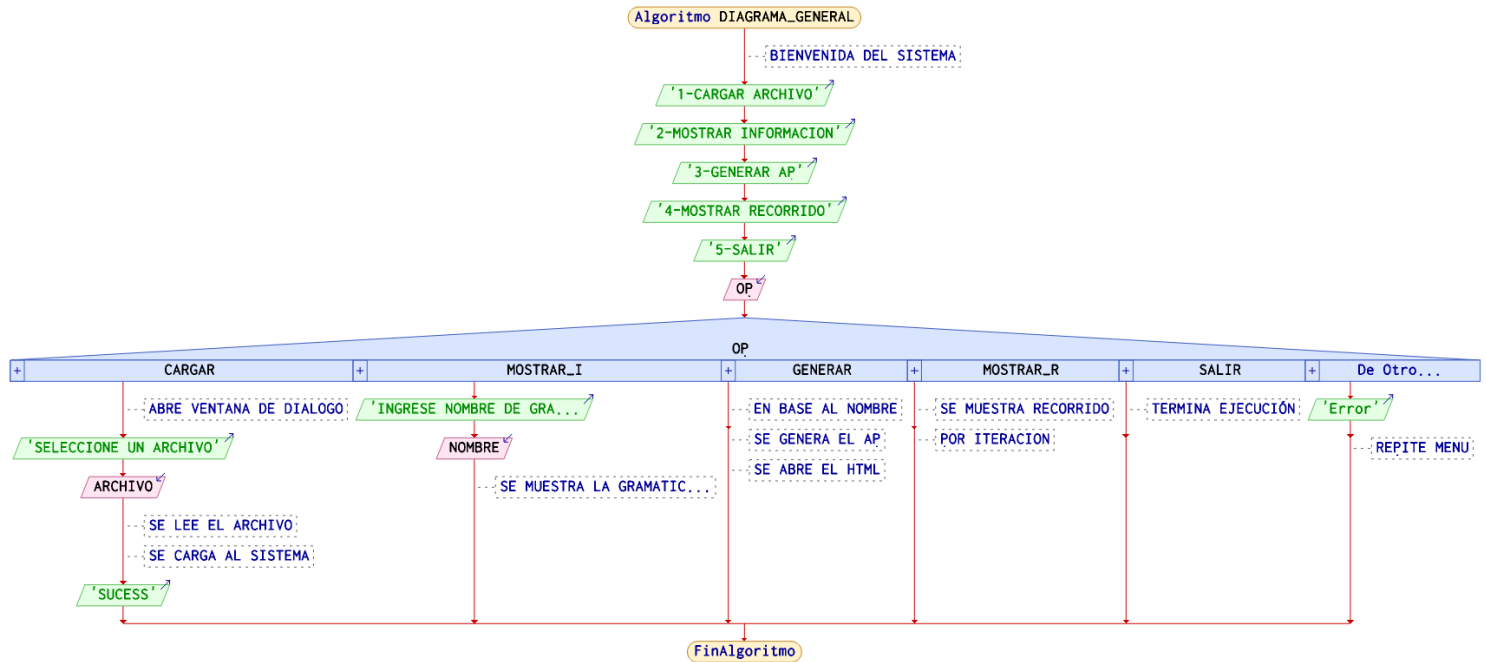 Algoritmo DIAGRAMA_GENERAL
BIENVENIDA DEL SISTEMA
'1-CARGAR ARCHIVO'
'2-MOSTRAR INFORMACION'
'3-GENERAR AP'
'4-MOSTRAR RECORRIDO'
'5-SALIR'
OP
OP
+ CARGAR + MOSTRAR_I + GENERAR + MOSTRAR_R + SALIR + De Otro...
ABRE VENTANA DE DIALOGO
'SELECCIONE UN ARCHIVO'
ARCHIVO
SE LEE EL ARCHIVO
SE CARGA AL SISTEMA
'SUCESS'
'INGRESE NOMBRE DE GRA...
NOMBRE
SE MUESTRA LA GRAMATIC...
EN BASE AL NOMBRE
SE GENERA EL AP
SE ABRE EL HTML
SE MUESTRA RECORRIDO
POR ITERACION
TERMINA EJECUCIÓN
'Error'
REPITE MENU
FinAlgoritmo